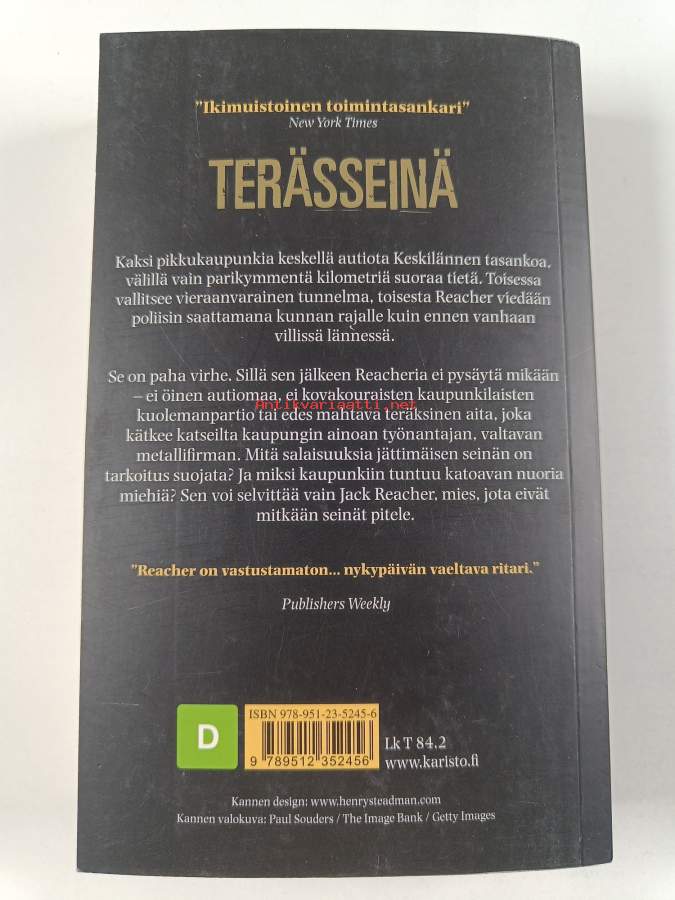 ”Ikimuistoinen toimintasankari”
New York Times
TERÄSSEINÄ
Kaksi pikkukaupunkia keskellä autiota Keskilännen tasankoa,
välillä vain parikymmentä kilometriä suoraa tietä. Toisessa
vallitsee vieraanvarainen tunnelma, toisesta Reacher viedään
poliisin saattamana kunnan rajalle kuin ennen vanhaan
villissä lännessä.
Se on paha virhe. Sillä sen jälkeen Reacheria ei pysäytä mikään
– ei öinen autiomaa, ei kovakouraisten kaupunkilaisten
Antikvariaatti.net
kuolemanpartio tai edes mahtava teräksinen aita, joka
kätkee katseilta kaupungin ainoan työnantajan, valtavan
metallifirman. Mitä salaisuuksia jättimäisen seinän on
tarkoitus suojata? Ja miksi kaupunkiin tuntuu katoavan nuoria
miehiä? Sen voi selvittää vain Jack Reacher, mies, jota eivät
mitkään seinät pitele.
”Reacher on vastustamaton... nykypäivän vaeltava ritari.”
Publishers Weekly
D
ISBN 978-951-23-5245-6
9 789512 352456
Lk T 84.2
www.karisto.fi
Kannen design: www.henrysteadman.com
Kannen valokuva: Paul Souders / The Image Bank / Getty Images